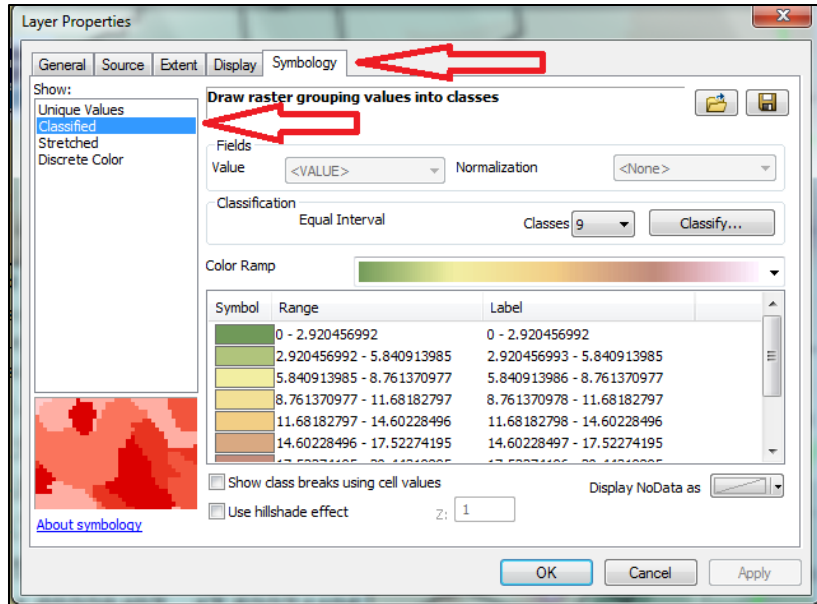 Layer Properties
General Source Extent Display Symbology
Show:
Unique Values
Classified
Stretched
Discrete Color
About symbology
Draw raster grouping values into classes
Fields
Value <VALUE> Normalization <None>
Classification
Equal Interval Classes 9 Classify...
Color Ramp
Symbol Range Label
0 - 2.920456992 0 - 2.920456992
2.920456992 - 5.840913985 2.920456993 - 5.840913985
5.840913985 - 8.761370977 5.840913986 - 8.761370977
8.761370977 - 11.68182797 8.761370978 - 11.68182797
11.68182797 - 14.60228496 11.68182798 - 14.60228496
14.60228496 - 17.52274195 14.60228497 - 17.52274195
Show class breaks using cell values Display NoData as
Use hillshade effect Z: 1
OK Cancel Apply